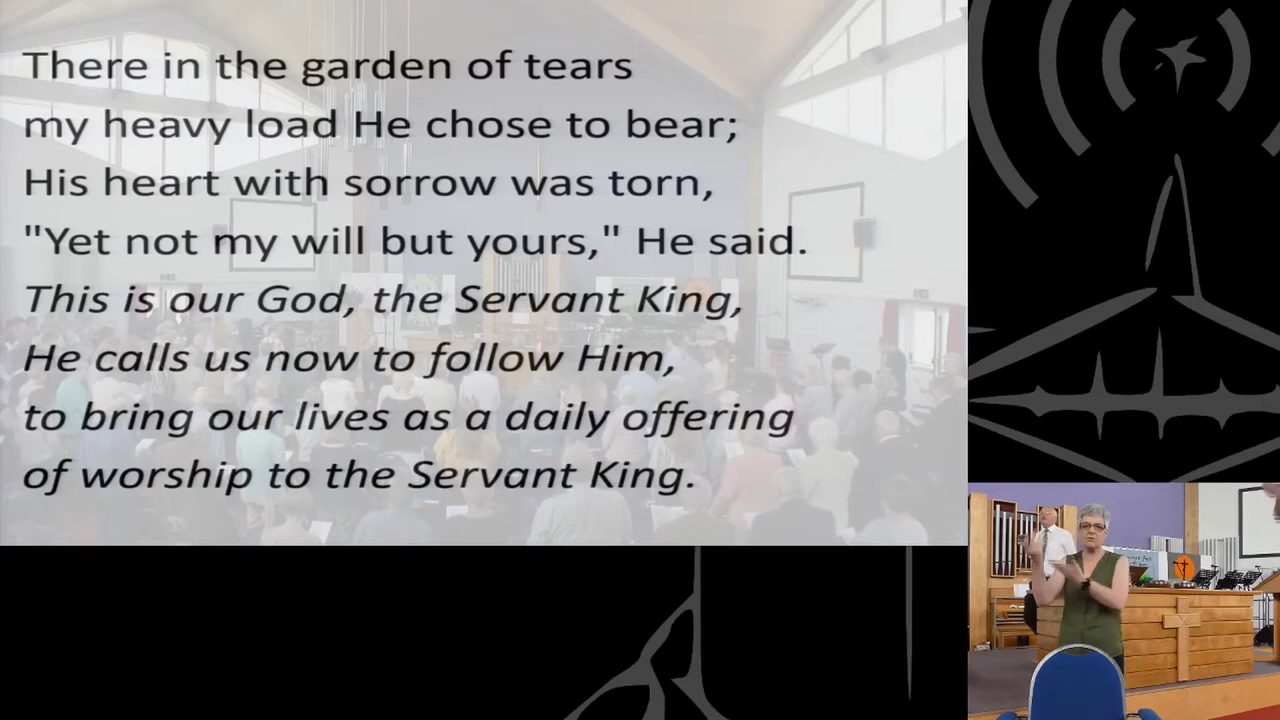 There in the garden of tears
my heavy load He chose to bear;
His heart with sorrow was torn,
"Yet not my will but yours," He said.
This is our God, the Servant King,
He calls us now to follow Him,
to bring our lives as a daily offering
of worship to the Servant King.